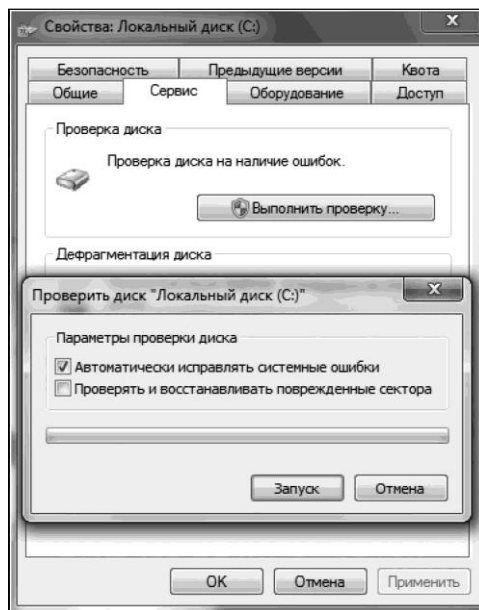 Свойства: Локальный диск (C:)
x
Безопасность Предыдущие версии Квота
Общие Сервис Оборудование Доступ
Проверка диска
Проверка диска на наличие ошибок.
Выполнить проверку...
Дефрагментация диска
Проверить диск "Локальный диск (C:)"
x
Параметры проверки диска
Автоматически исправлять системные ошибки
Проверять и восстанавливать поврежденные сектора
Запуск Отмена
OK Отмена Применить